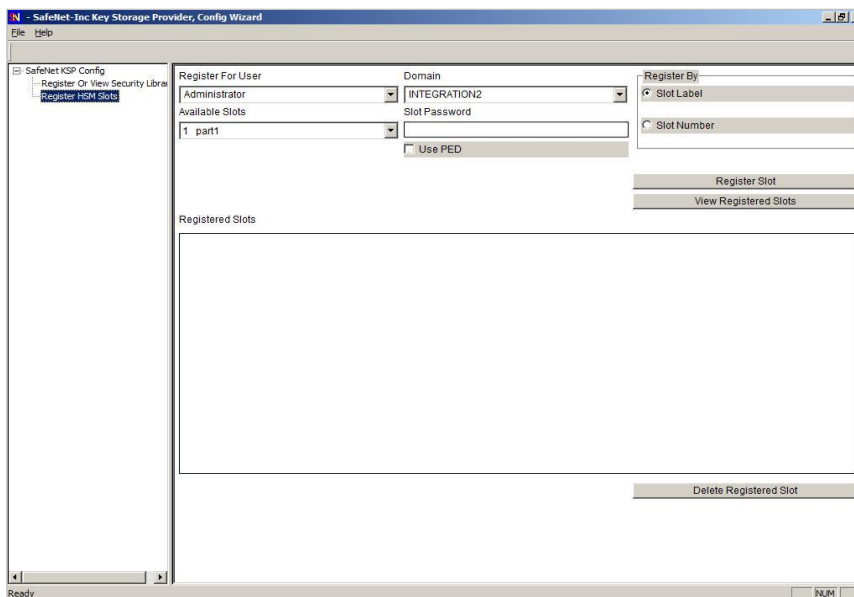 - SafeNet-Inc Key Storage Provider, Config Wizard
File Help
SafeNet KSP Config
Register Or View Security Librar
Register HSM Slots
Register For User
Domain
Register By
Administrator
INTEGRATION2
Slot Label
Available Slots
Slot Password
1 part1
Slot Number
Use PED
Register Slot
View Registered Slots
Registered Slots
Delete Registered Slot
Ready
NUM